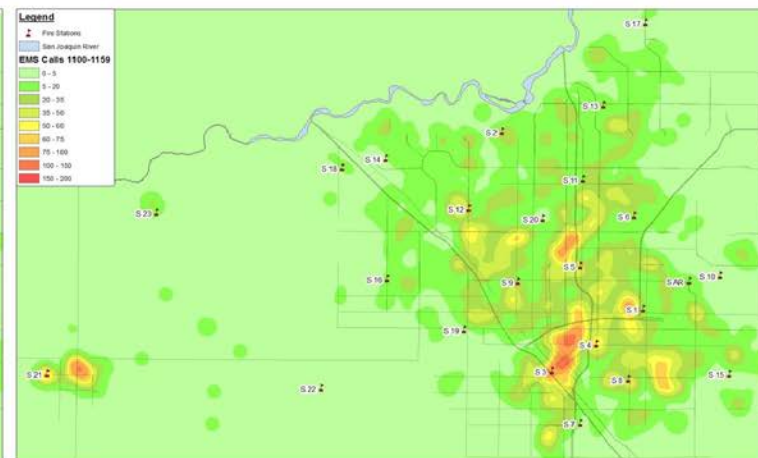 Legend
Fire Stations
San Joaquin River
EMS Calls 1100-1159
0 - 5
5 - 20
20 - 35
35 - 50
50 - 60
60 - 75
75 - 100
100 - 150
150 - 200
S 17
S 13
S 2
S 14
S 18
S 11
S 23
S 12
S 20
S 6
S 5
S 10
S 16
S 9
SAR
S 1
S 19
S 4
S 3
S 21
S 8
S 15
S 22
S 7